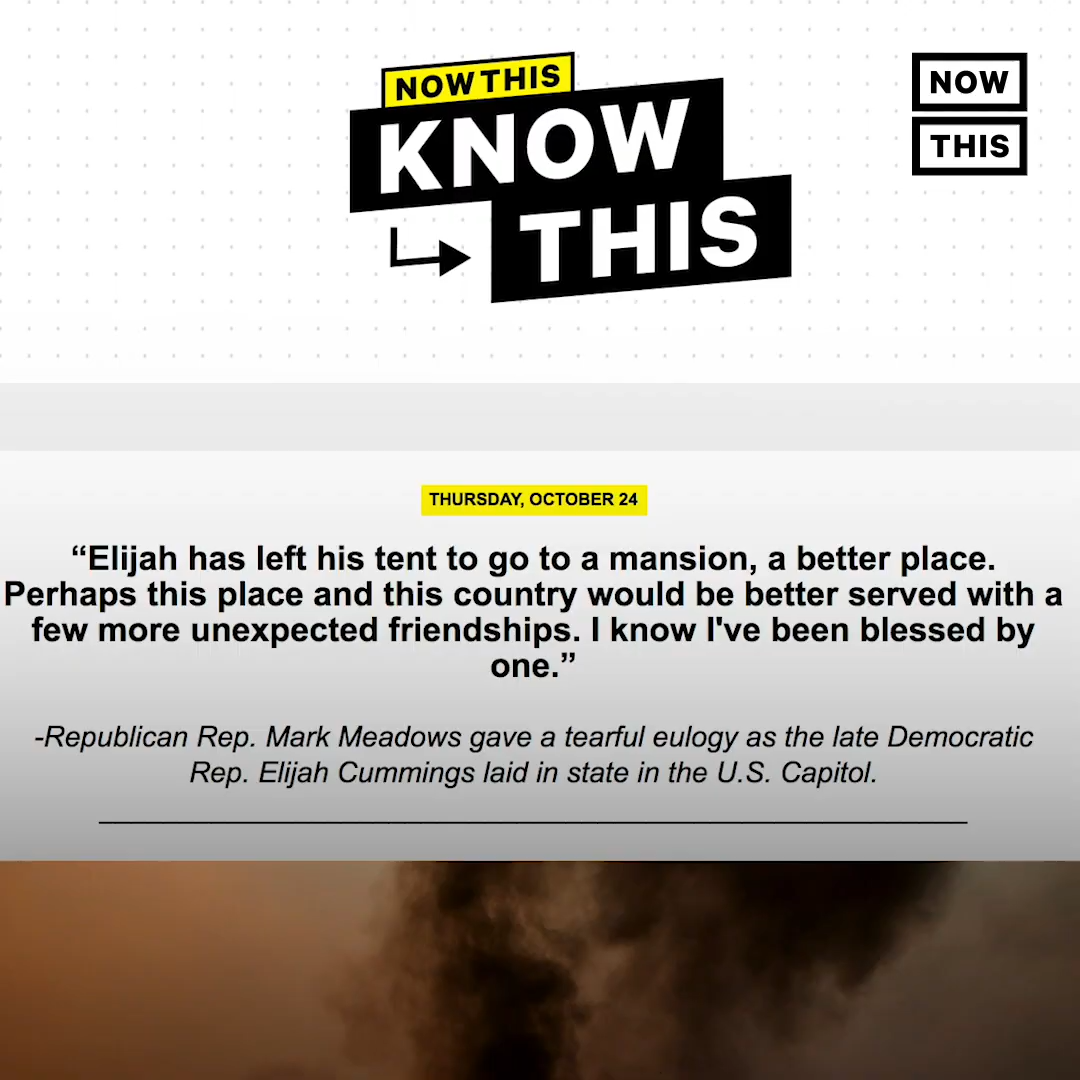 NOW THIS
KNOW
THIS
NOW
THIS
THURSDAY, OCTOBER 24
“Elijah has left his tent to go to a mansion, a better place.
Perhaps this place and this country would be better served with a
few more unexpected friendships. I know I've been blessed by
one.”
-Republican Rep. Mark Meadows gave a tearful eulogy as the late Democratic
Rep. Elijah Cummings laid in state in the U.S. Capitol.